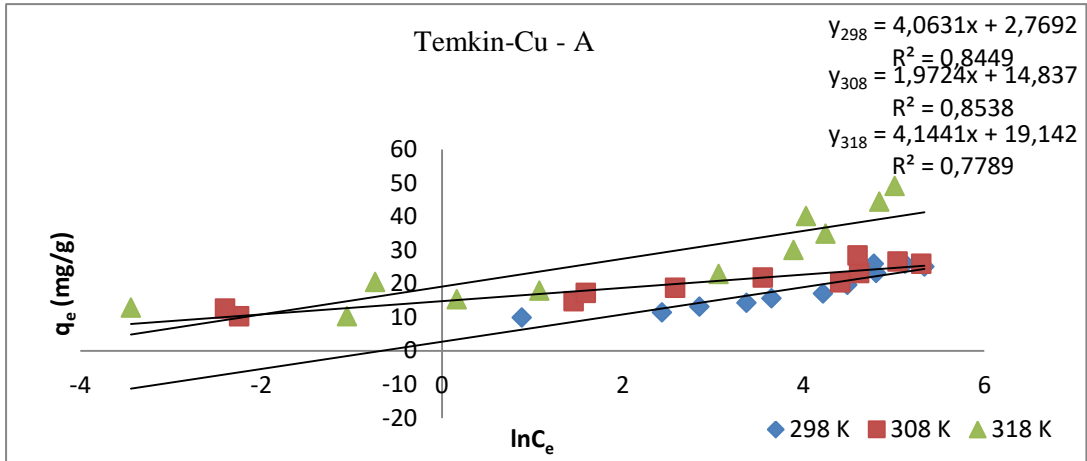 Temkin-Cu - A
y298 = 4,0631x + 2,7692
R² = 0,8449
y308 = 1,9724x + 14,837
R² = 0,8538
y318 = 4,1441x + 19,142
R² = 0,7789
60
50
40
30
20
10
0
-10
-20
-4
-2
0
2
4
6
qe (mg/g)
lnCe
298 K
308 K
318 K